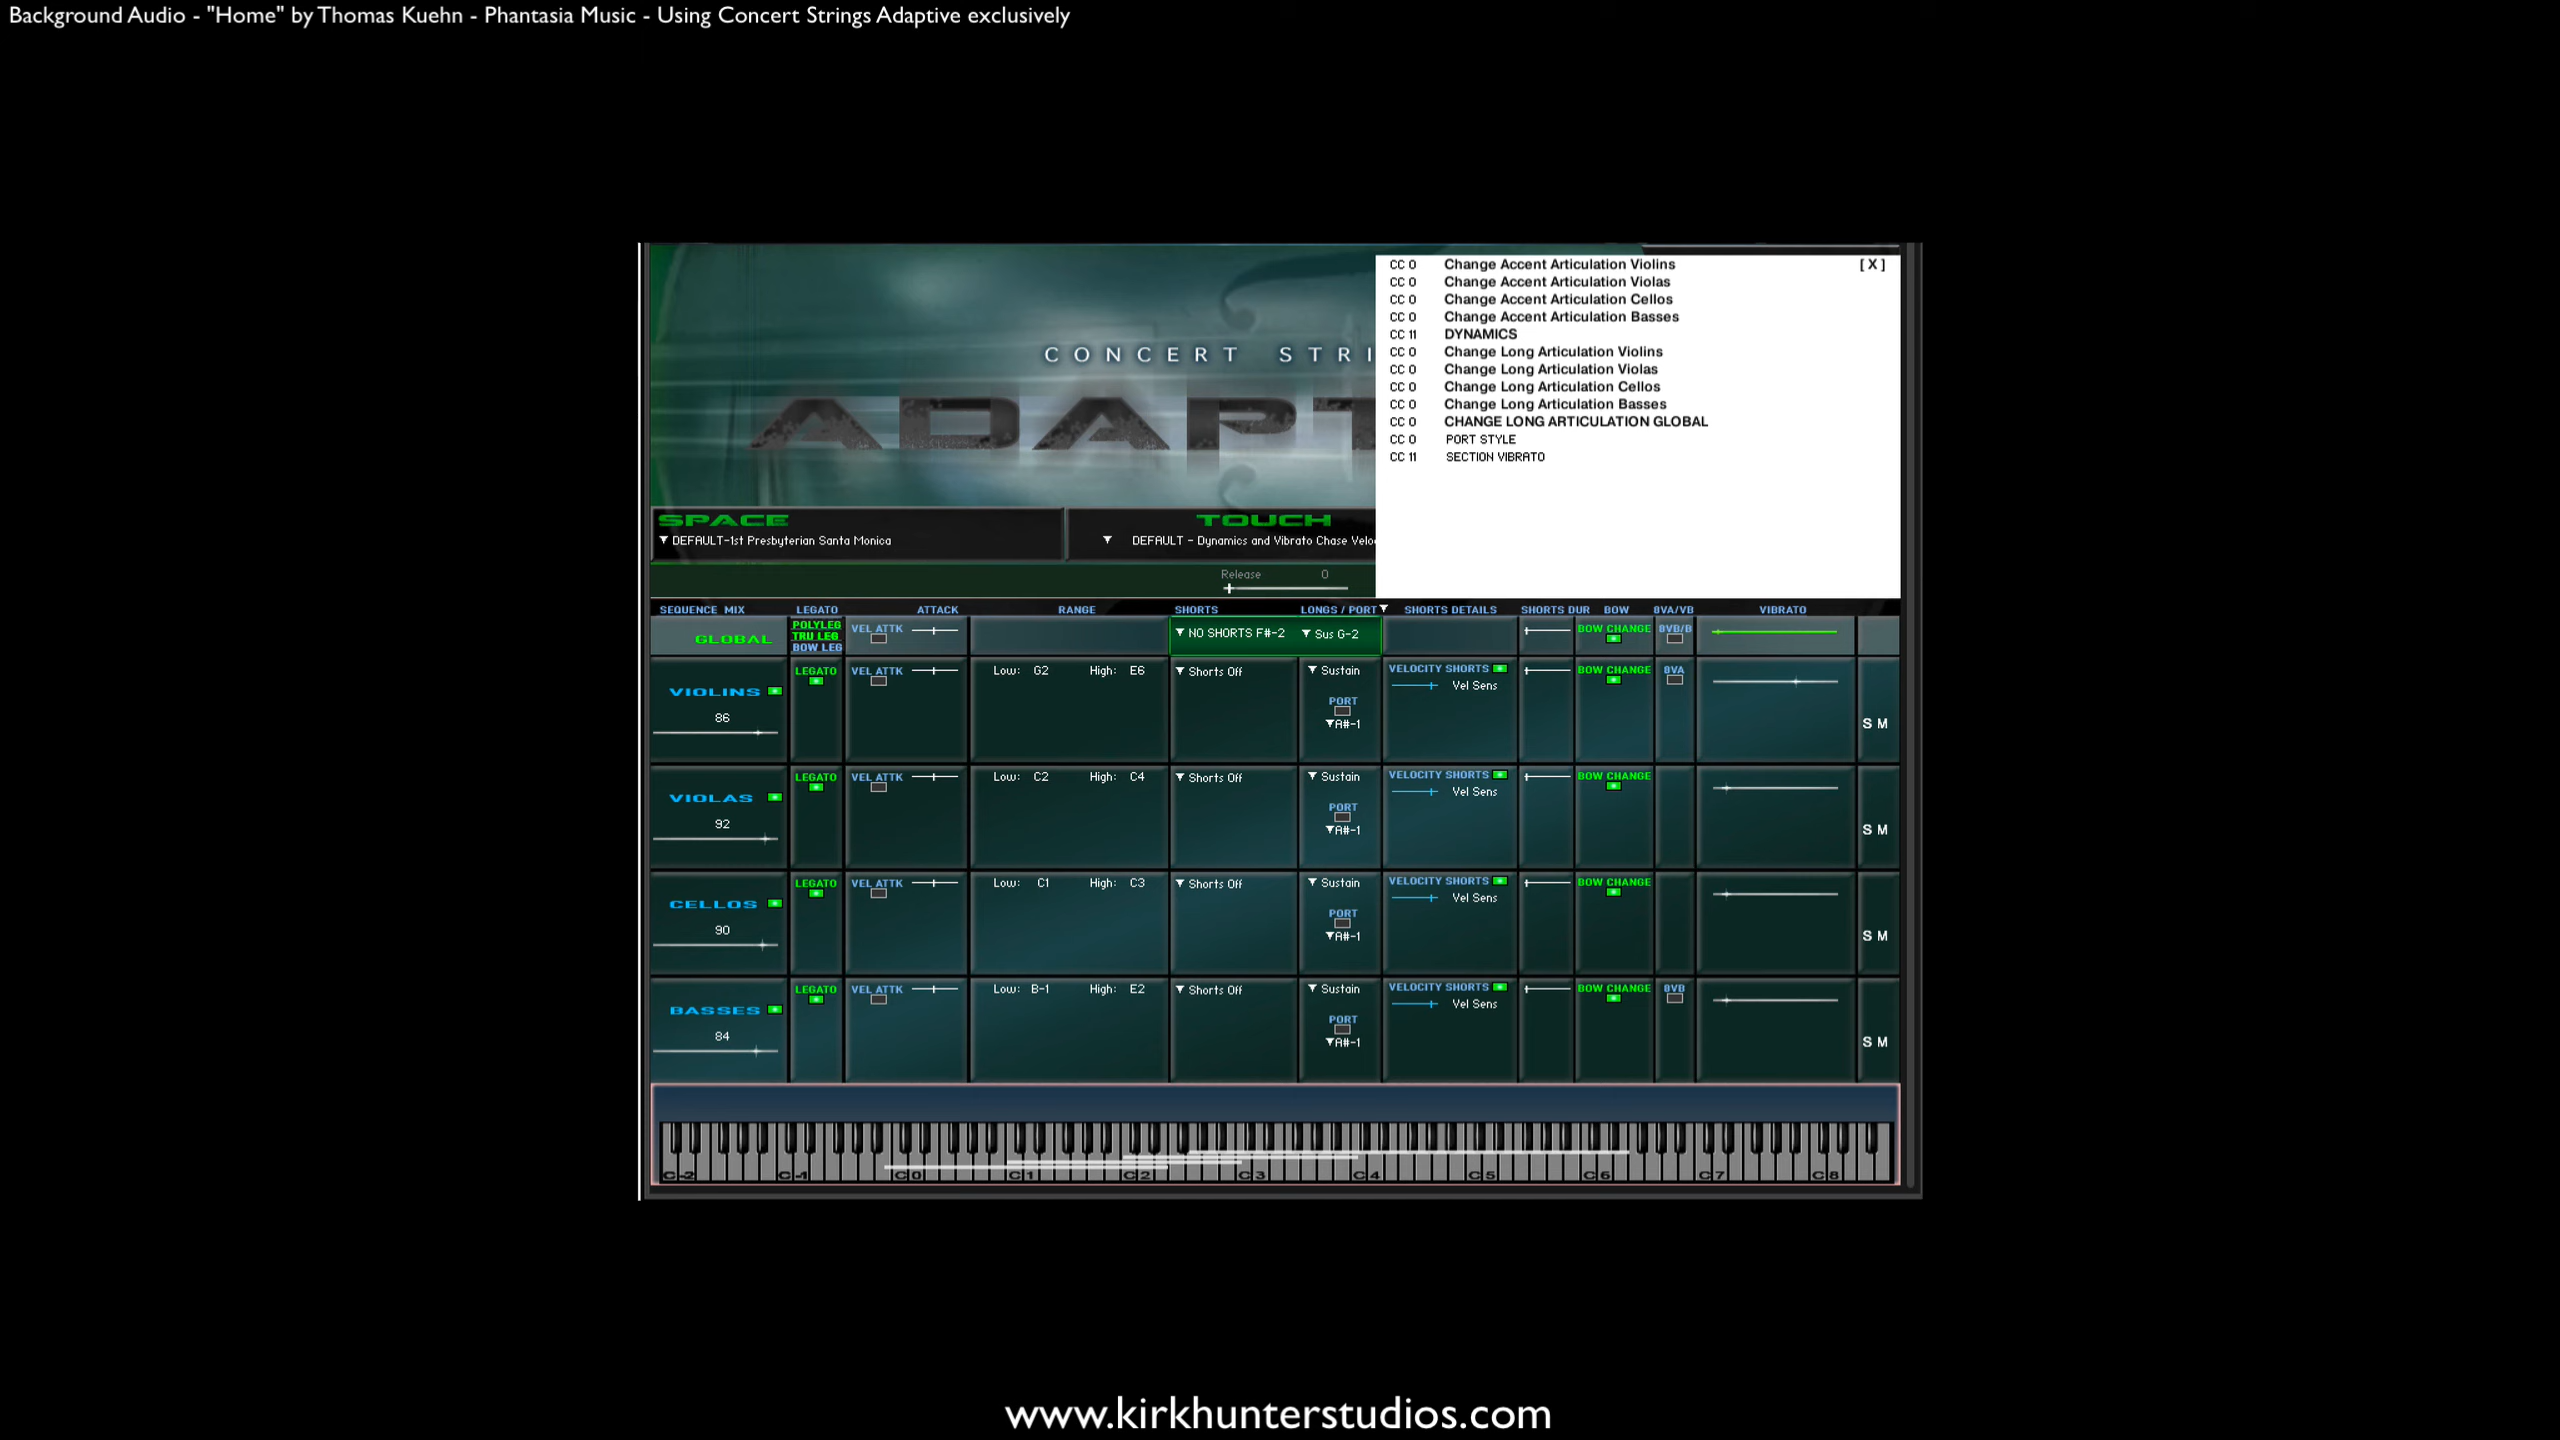 Background Audio - "Home" by Thomas Kuehn - Phantasia Music - Using Concert Strings Adaptive exclusively
CC 0 Change Accent Articulation Violins [ X ]
CC 0 Change Accent Articulation Violas
CC 0 Change Accent Articulation Cellos
CC 0 Change Accent Articulation Basses
CC 11 DYNAMICS
CC 0 Change Long Articulation Violins
CC 0 Change Long Articulation Violas
CC 0 Change Long Articulation Cellos
CC 0 Change Long Articulation Basses
CC 0 CHANGE LONG ARTICULATION GLOBAL
CC 0 PORT STYLE
CC 11 SECTION VIBRATO
CONCERT STRI
ADAPT
SPACE TOUCH
DEFAULT-1st Presbyterian Santa Monica DEFAULT - Dynamics and Vibrato Chase Velo
Release 0
SEQUENCE MIX LEGATO ATTACK RANGE SHORTS LONGS / PORT SHORTS DETAILS SHORTS DUR BOW 8VA/VB VIBRATO
GLOBAL POLYLEG VEL ATTK NO SHORTS F#-2 Sus G-2 BOW CHANGE 8VB/B
TRU LEG
BOW LEG
VIOLINS LEGATO VEL ATTK Low: G2 High: E6 Shorts Off Sustain VELOCITY SHORTS BOW CHANGE 8VA
Vel Sens
86 PORT
A#-1 S M
VIOLAS LEGATO VEL ATTK Low: C2 High: C4 Shorts Off Sustain VELOCITY SHORTS BOW CHANGE
Vel Sens
92 PORT
A#-1 S M
CELLOS LEGATO VEL ATTK Low: C1 High: C3 Shorts Off Sustain VELOCITY SHORTS BOW CHANGE
Vel Sens
90 PORT
A#-1 S M
BASSES LEGATO VEL ATTK Low: B-1 High: E2 Shorts Off Sustain VELOCITY SHORTS BOW CHANGE 8VB
Vel Sens
84 PORT
A#-1 S M
C-2 C-1 C0 C1 C2 C3 C4 C5 C6 C7 C8
www.kirkhunterstudios.com